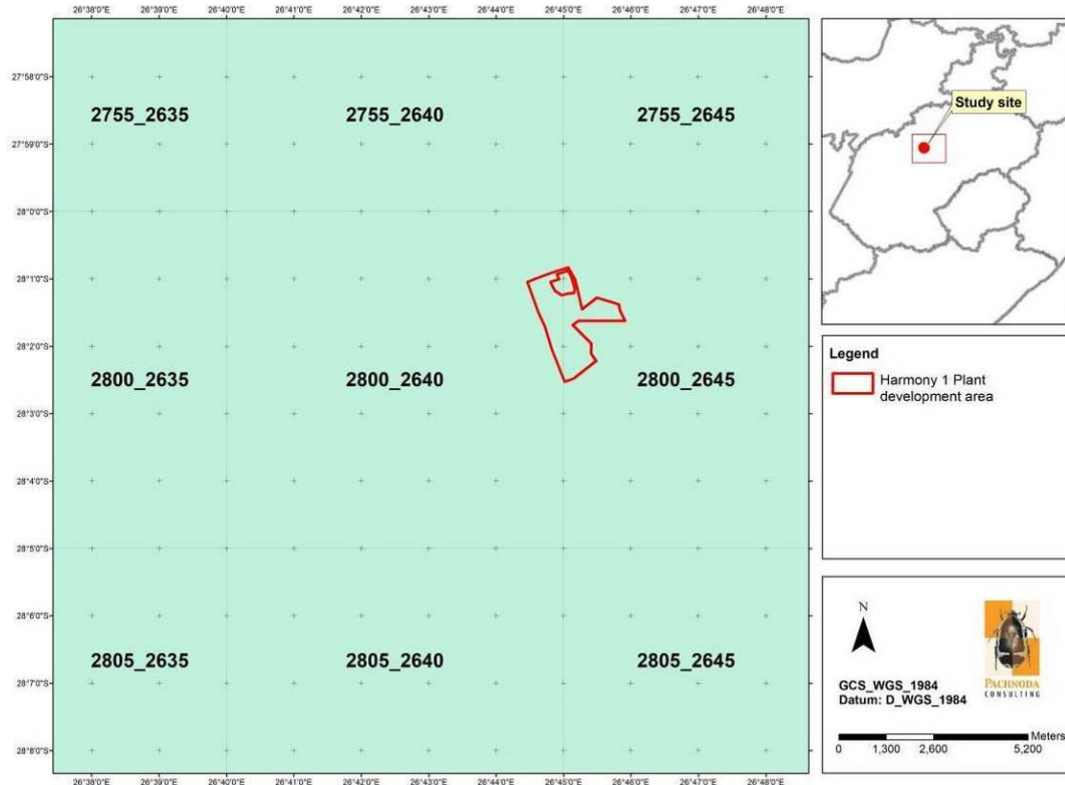 26°38'0"E 26°40'0"E 26°41'0"E 26°42'0"E 26°43'0"E 26°44'0"E 26°45'0"E 26°46'0"E 26°47'0"E 26°48'0"E
27°58'0"S
2755_2635 2755_2640 2755_2645
27°59'0"S
28°0'0"S
28°1'0"S
28°2'0"S
2800_2635 2800_2640 2800_2645
28°3'0"S
28°4'0"S
28°5'0"S
28°6'0"S
2805_2635 2805_2640 2805_2645
28°7'0"S
28°8'0"S
26°38'0"E 26°39'0"E 26°40'0"E 26°41'0"E 26°42'0"E 26°43'0"E 26°44'0"E 26°45'0"E 26°46'0"E 26°47'0"E 26°48'0"E
Study site
Legend
Harmony 1 Plant
development area
N
GCS_WGS_1984
Datum: D_WGS_1984
PACHNODA
CONSULTING
Meters
0 1,300 2,600 5,200